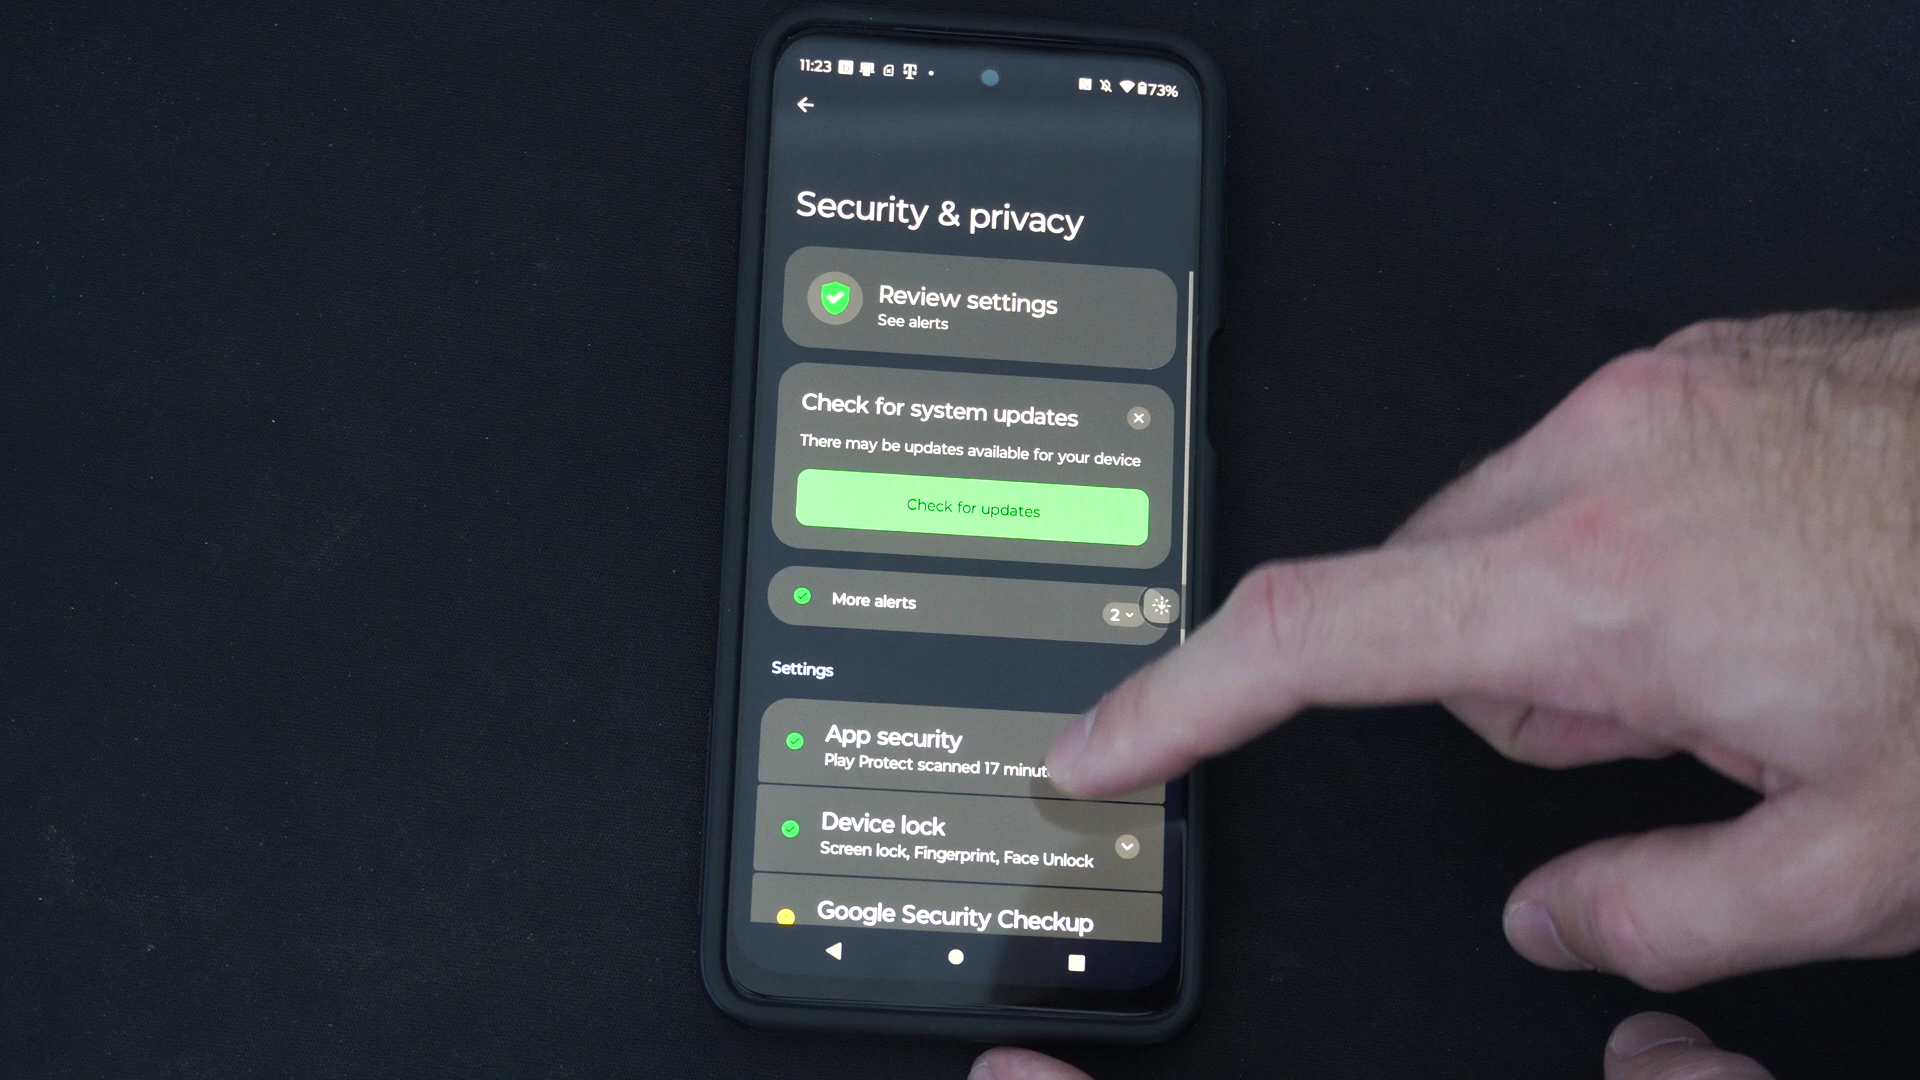 11:23
73%
Security & privacy
Review settings
See alerts
Check for system updates
There may be updates available for your device
Check for updates
More alerts
2
Settings
App security
Play Protect scanned 17
Device lock
Screen lock, Fingerprint, Face Unlock
Google Security Checkup